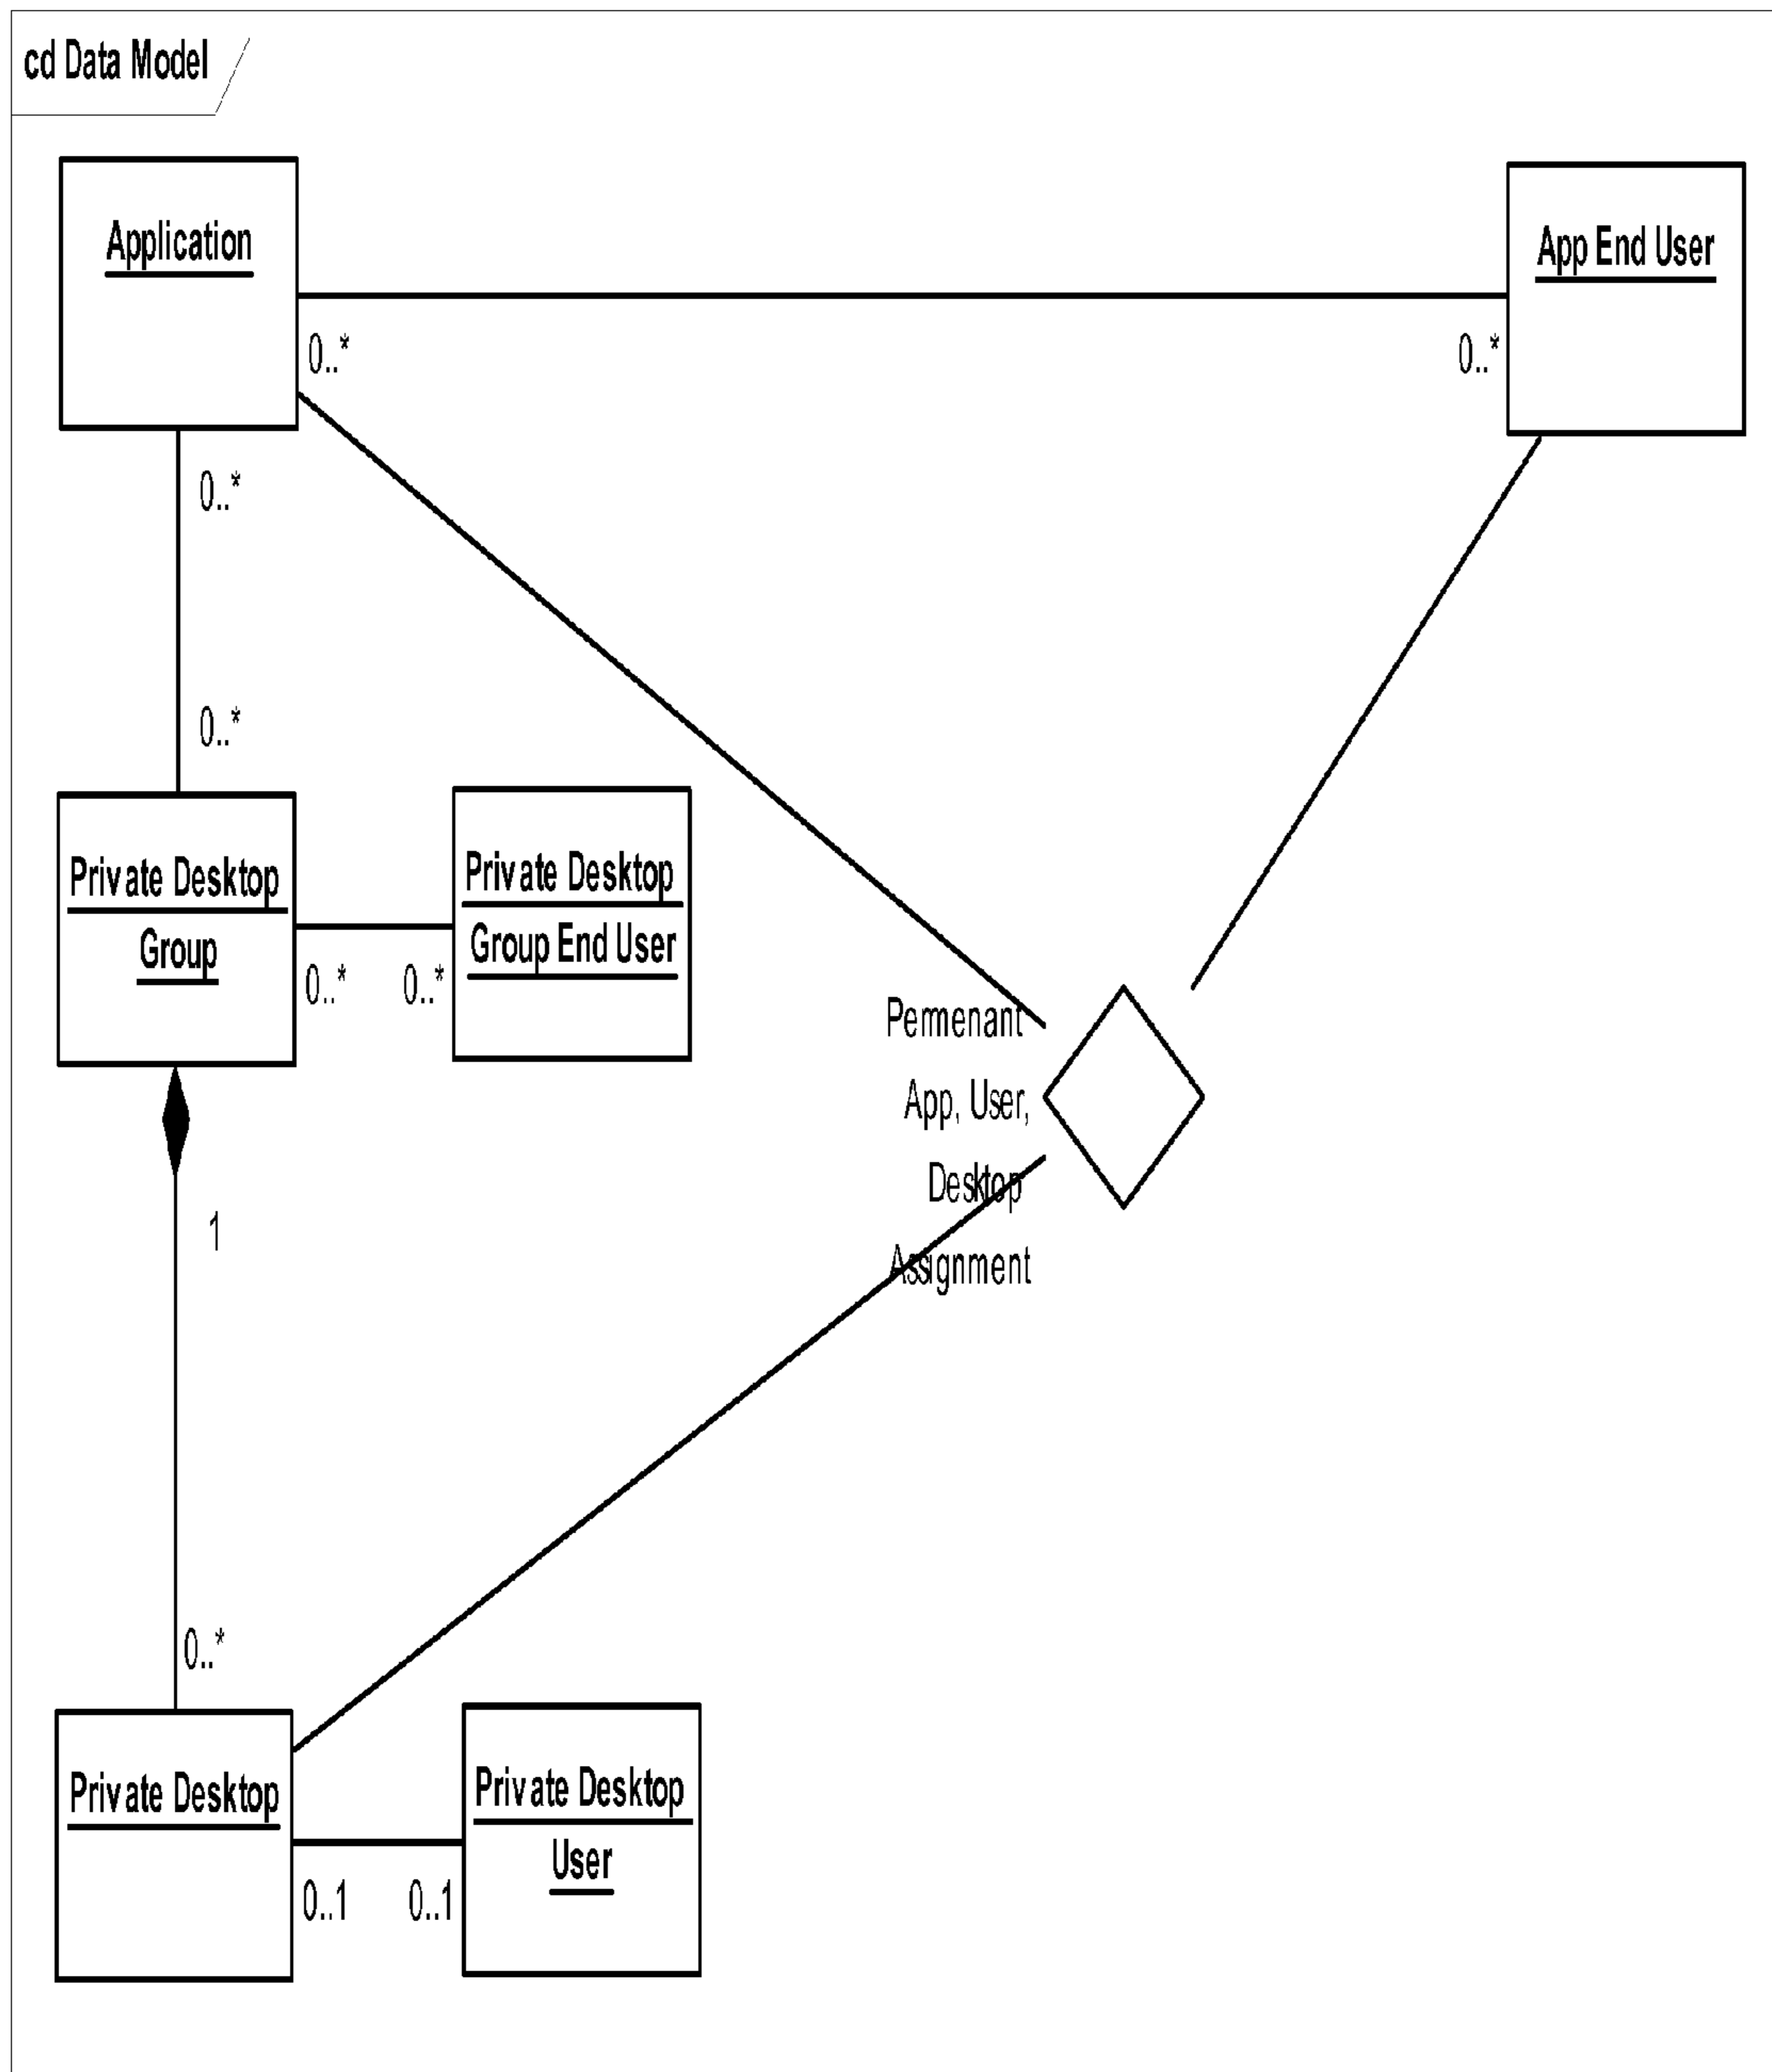 cd Data Model
Application
App End User
0..*
0..*
0..*
0..*
Private Desktop
Group
Private Desktop
Group End User
0..*
0..*
Permenant
App, User,
Desktop
Assignment
1
0..*
Private Desktop
Private Desktop
User
0..1
0..1